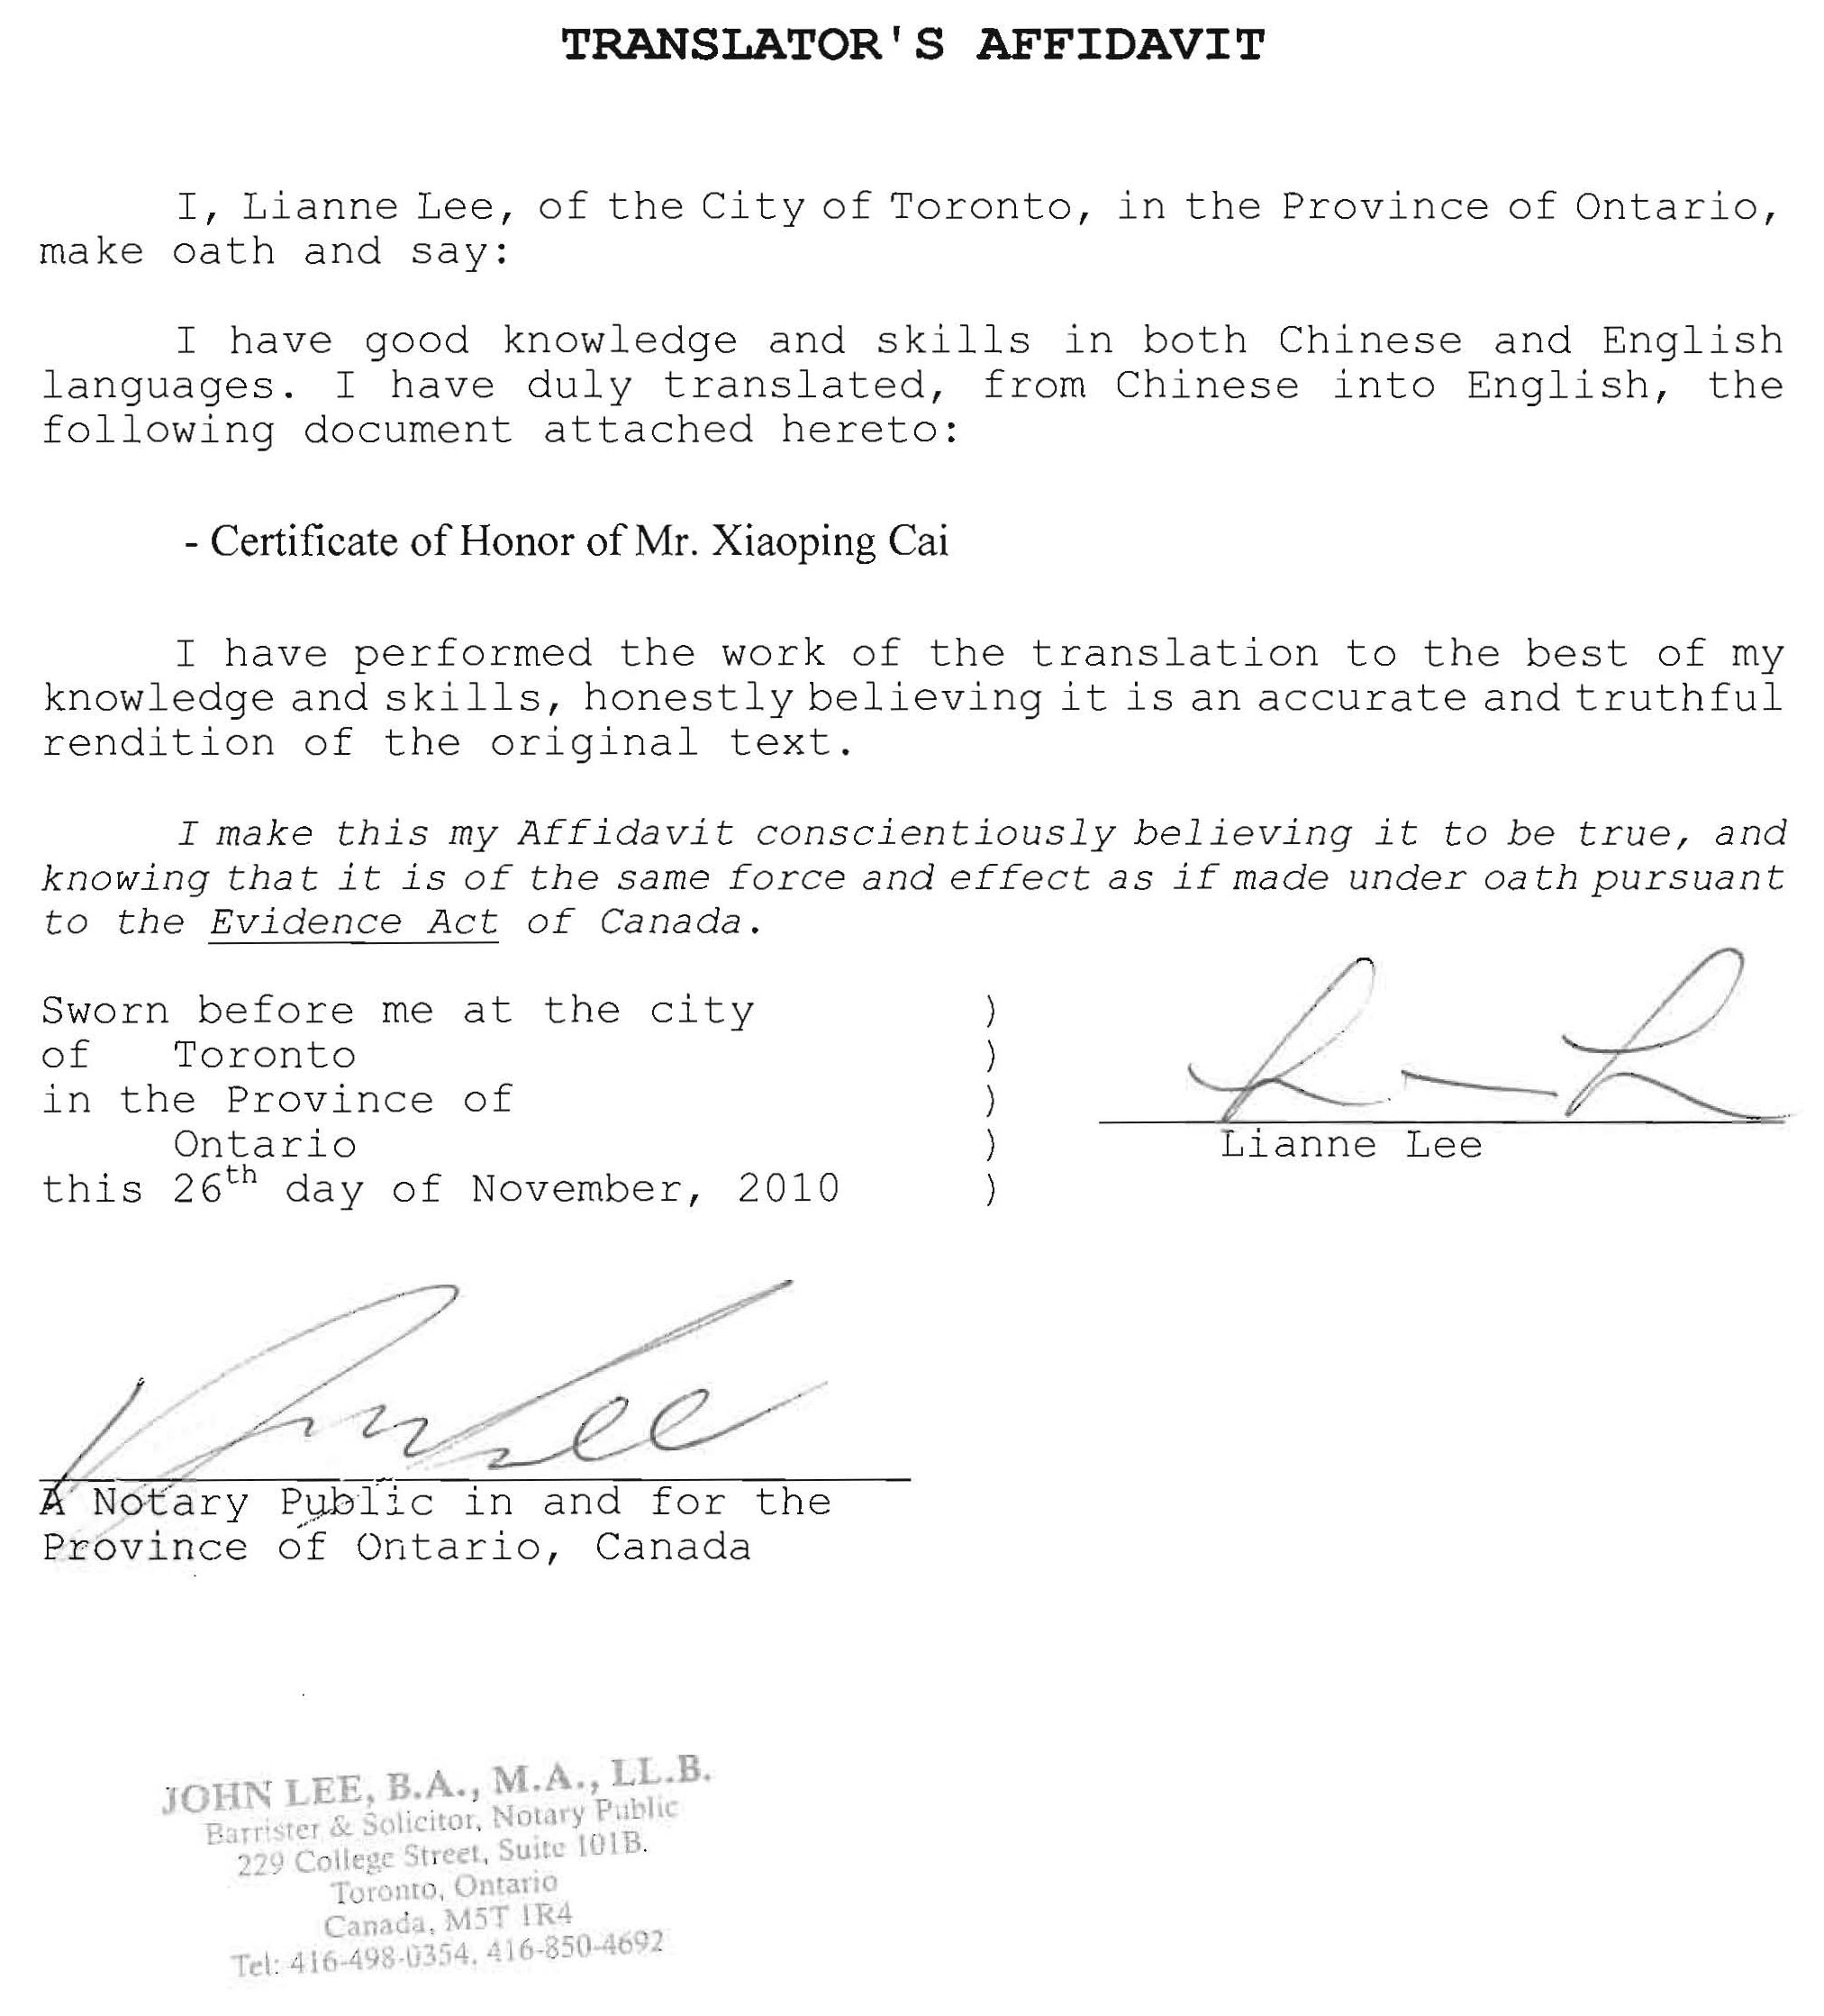 TRANSLATOR'S AFFIDAVIT
I, Lianne Lee, of the City of Toronto, in the Province of Ontario,
make oath and say:
I have good knowledge and skills in both Chinese and English
languages. I have duly translated, from Chinese into English, the
following document attached hereto:
- Certificate of Honor of Mr. Xiaoping Cai
I have performed the work of the translation to the best of my
knowledge and skills, honestly believing it is an accurate and truthful
rendition of the original text.
I make this my Affidavit conscientiously believing it to be true, and
knowing that it is of the same force and effect as if made under oath pursuant
to the Evidence Act of Canada.
Sworn before me at the city )
of Toronto )
in the Province of )
Ontario )
Lianne Lee
this 26th day of November, 2010 )
A Notary Public in and for the
Province of Ontario, Canada
JOHN LEE, B.A., M.A., LL.B.
Barrister & Solicitor, Notary Public
229 College Street, Suite 101B.
Toronto, Ontario
Canada, M5T 1R4
Tel: 416-498-0354, 416-850-4692